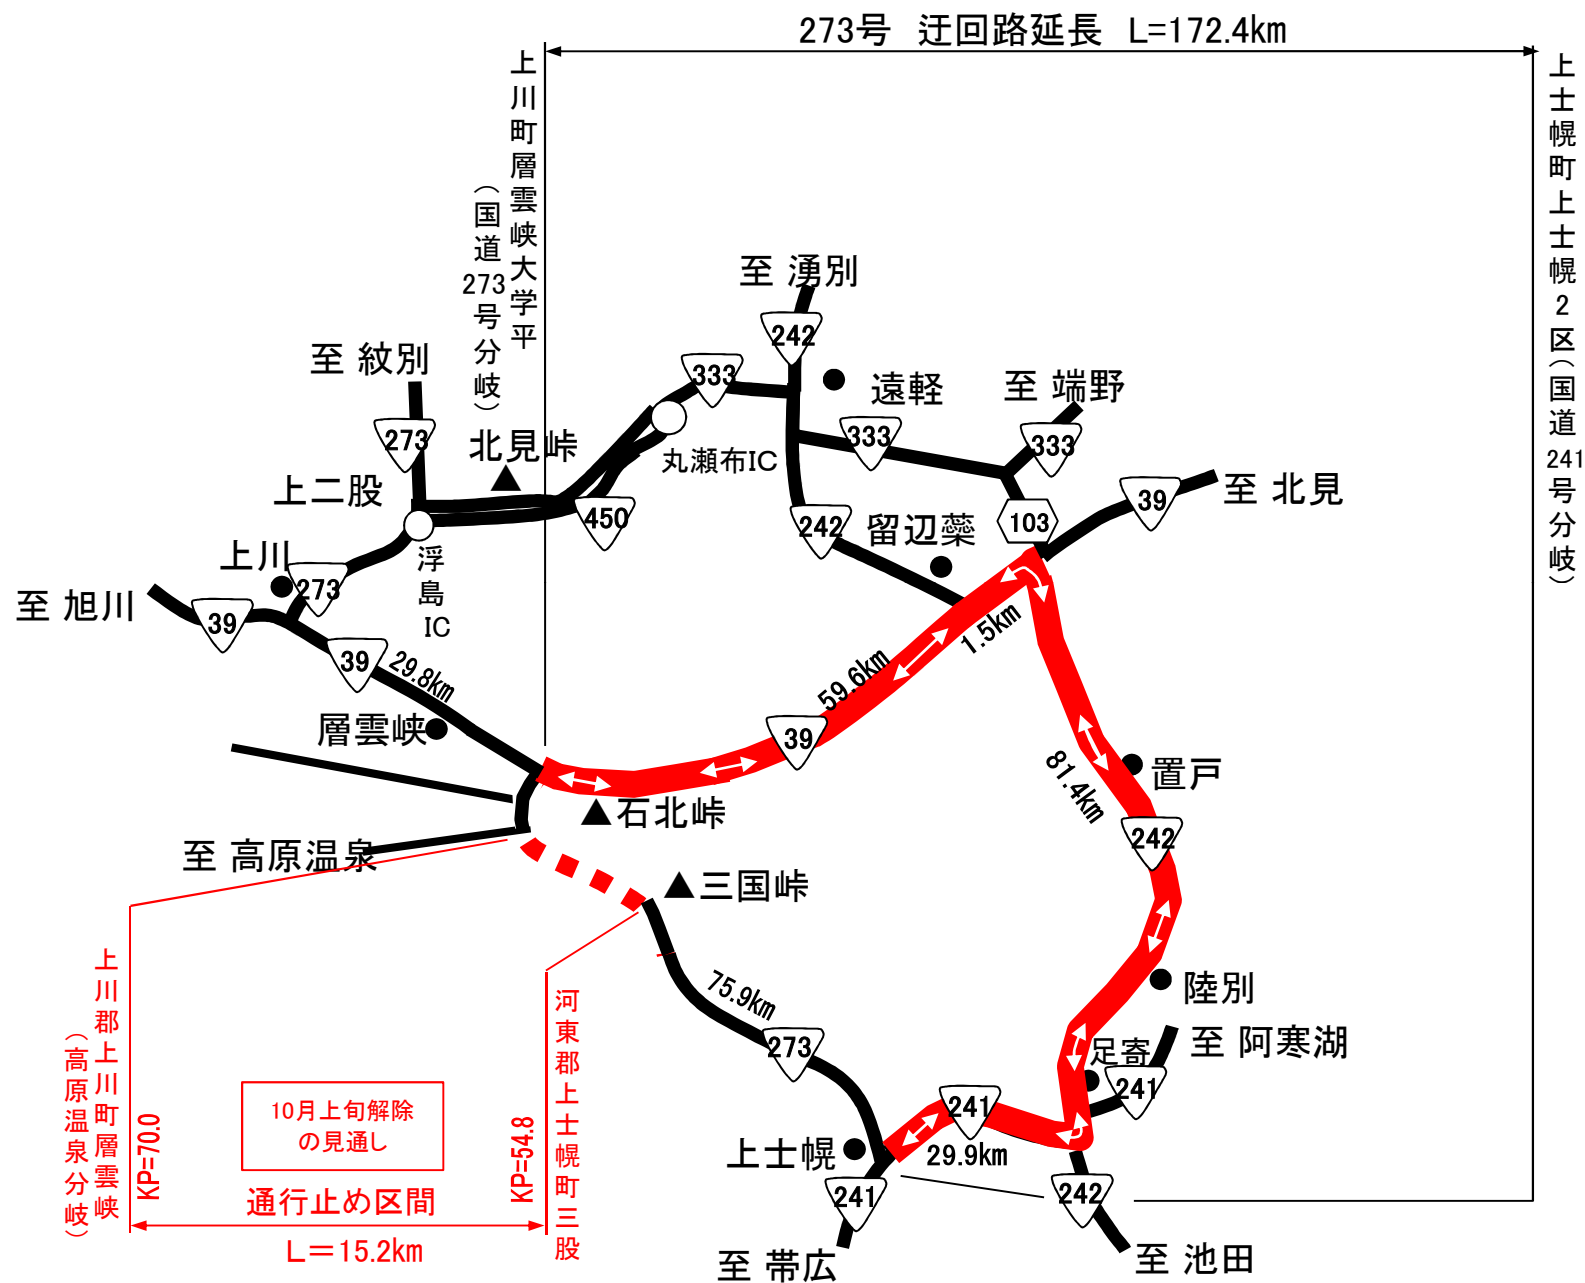 273号 迂回路延長 L=172.4km
上川町層雲峡大学平
（国道273号分岐）
上士幌町上士幌2区（国道241号分岐）
至 湧別
242
至 紋別
333
遠軽
至 端野
273
北見峠
333
333
丸瀬布IC
上二股
至 北見
39
450
242
留辺蘂
103
上川
浮島IC
273
至 旭川
39
39
29.8km
1.5km
59.6km
層雲峡
39
81.4km
置戸
石北峠
242
至 高原温泉
三国峠
上川郡上川町層雲峡
（高原温泉分岐）
KP=70.0
河東郡上士幌町三股
KP=54.8
75.9km
陸別
273
足寄
至 阿寒湖
241
10月上旬解除
の見通し
241
上士幌
29.9km
通行止め区間
241
242
L＝15.2km
至 帯広
至 池田